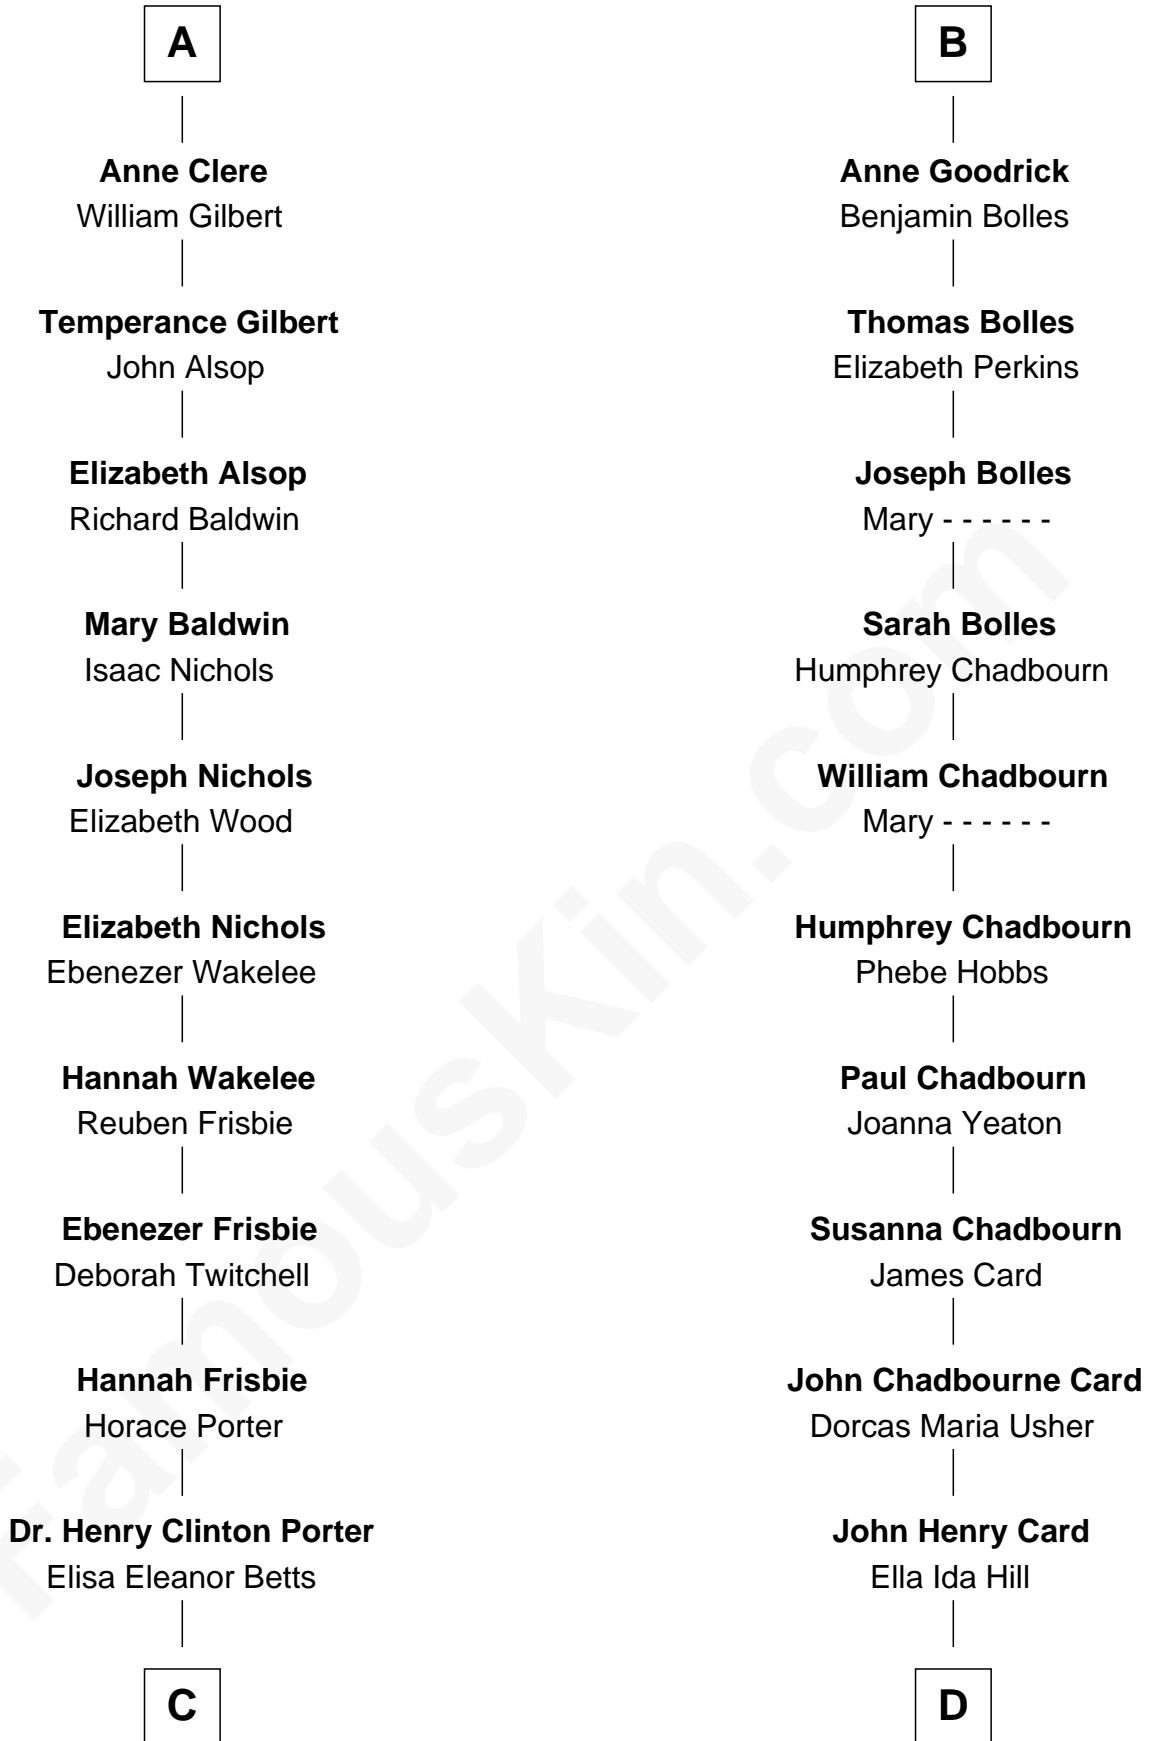 A
Anne Clere
William Gilbert
Temperance Gilbert
John Alsop
Elizabeth Alsop
Richard Baldwin
Mary Baldwin
Isaac Nichols
Joseph Nichols
Elizabeth Wood
Elizabeth Nichols
Ebenezer Wakelee
Hannah Wakelee
Reuben Frisbie
Ebenezer Frisbie
Deborah Twitchell
Hannah Frisbie
Horace Porter
Dr. Henry Clinton Porter
Elisa Eleanor Betts
C
B
Anne Goodrick
Benjamin Bolles
Thomas Bolles
Elizabeth Perkins
Joseph Bolles
Mary - - - - - -
Sarah Bolles
Humphrey Chadbourn
William Chadbourn
Mary - - - - - -
Humphrey Chadbourn
Phebe Hobbs
Paul Chadbourn
Joanna Yeaton
Susanna Chadbourn
James Card
John Chadbourne Card
Dorcas Maria Usher
John Henry Card
Ella Ida Hill
D
FamousKin.com